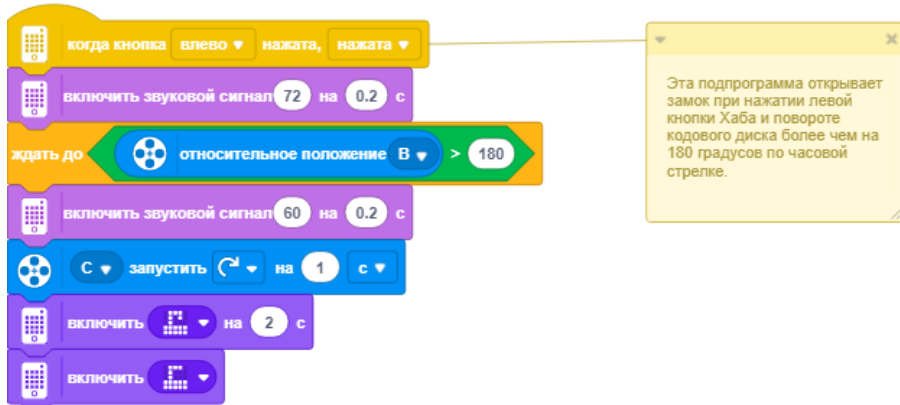 когда кнопка влево нажата, нажата
включить звуковой сигнал 72 на 0.2 с
ждать до относительное положение B > 180
включить звуковой сигнал 60 на 0.2 с
C запустить на 1 с
включить на 2 с
включить
Эта подпрограмма открывает
замок при нажатии левой
кнопки Хаба и повороте
кодового диска более чем на
180 градусов по часовой
стрелке.